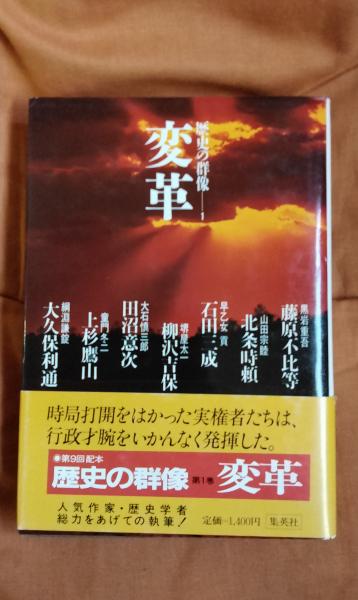 歴史の群像—1
変革
黒岩重吾
藤原不比等
山田宗睦
北条時頼
早乙女貢
石田三成
堺屋太一
柳沢吉保
大石慎三郎
田沼意次
童門冬二
上杉鷹山
綱淵謙錠
大久保利通
時局打開をはかった実権者たちは、
行政才腕をいかんなく発揮した。
●第9回配本
歴史の群像 第1巻 変革
人気作家・歴史学者
総力をあげての執筆!
定価=1,400円 集英社